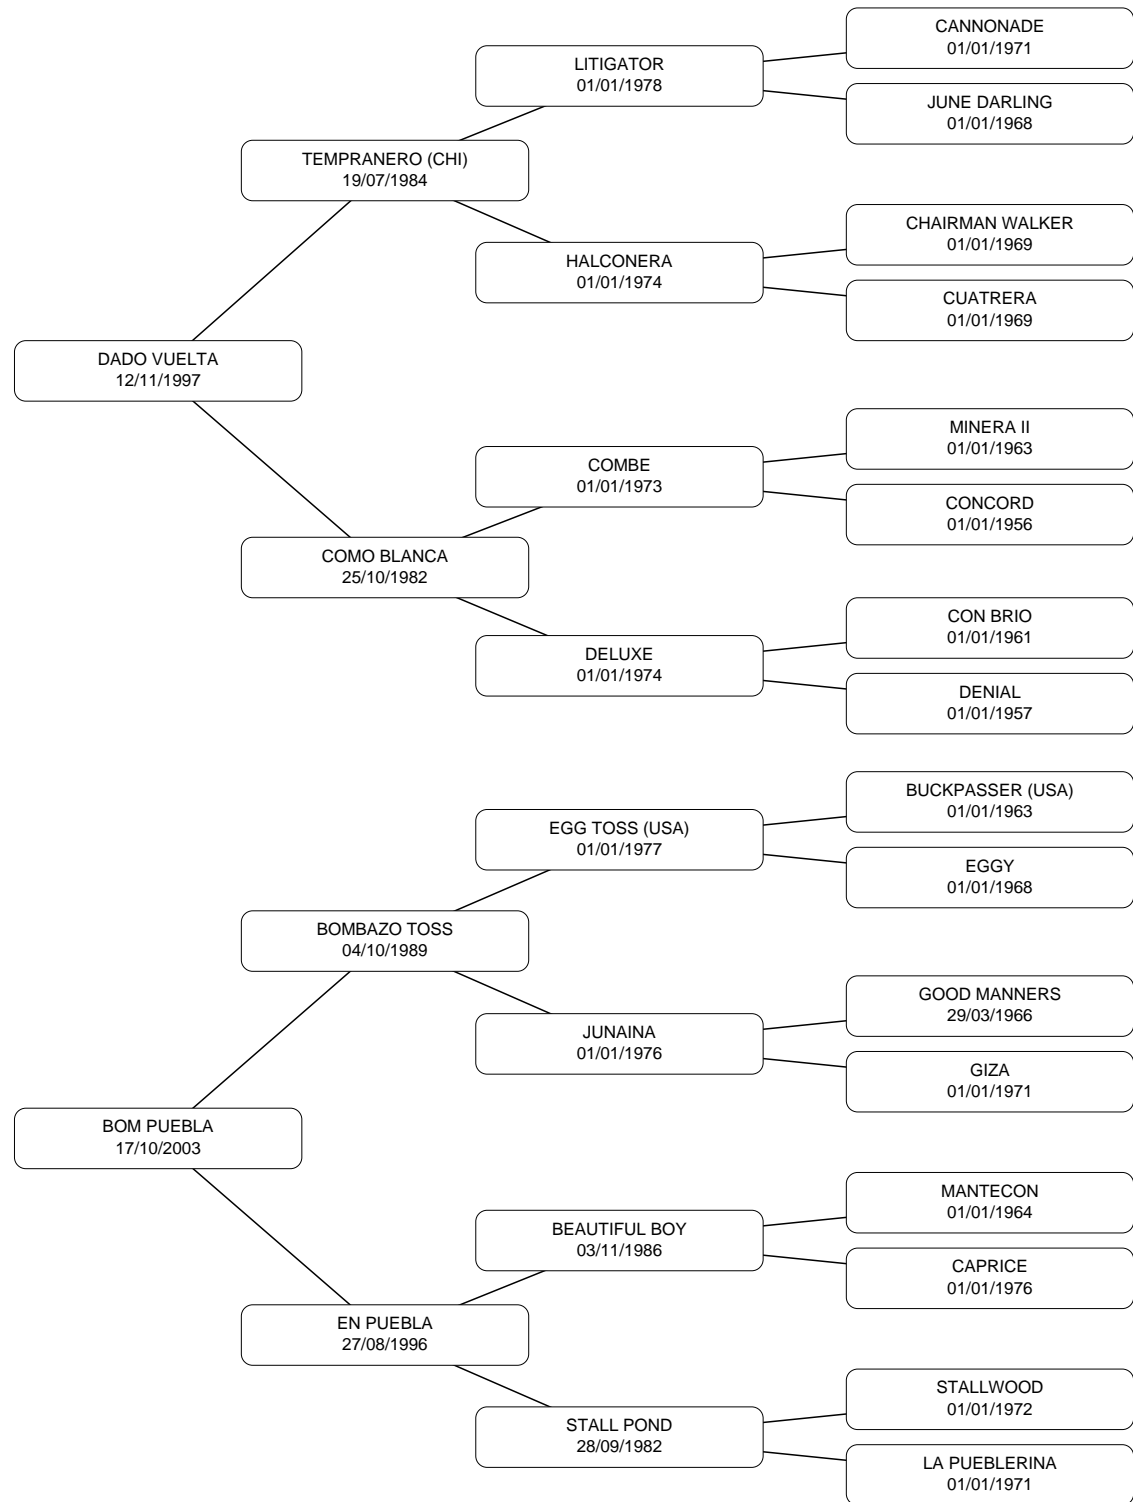 CANNONADE
01/01/1971
LITIGATOR
01/01/1978
JUNE DARLING
01/01/1968
TEMPRANERO (CHI)
19/07/1984
CHAIRMAN WALKER
01/01/1969
HALCONERA
01/01/1974
CUATRERA
01/01/1969
DADO VUELTA
12/11/1997
MINERA II
01/01/1963
COMBE
01/01/1973
CONCORD
01/01/1956
COMO BLANCA
25/10/1982
CON BRIO
01/01/1961
DELUXE
01/01/1974
DENIAL
01/01/1957
BUCKPASSER (USA)
01/01/1963
EGG TOSS (USA)
01/01/1977
EGGY
01/01/1968
BOMBAZO TOSS
04/10/1989
GOOD MANNERS
29/03/1966
JUNAINA
01/01/1976
GIZA
01/01/1971
BOM PUEBLA
17/10/2003
MANTECON
01/01/1964
BEAUTIFUL BOY
03/11/1986
CAPRICE
01/01/1976
EN PUEBLA
27/08/1996
STALLWOOD
01/01/1972
STALL POND
28/09/1982
LA PUEBLERINA
01/01/1971